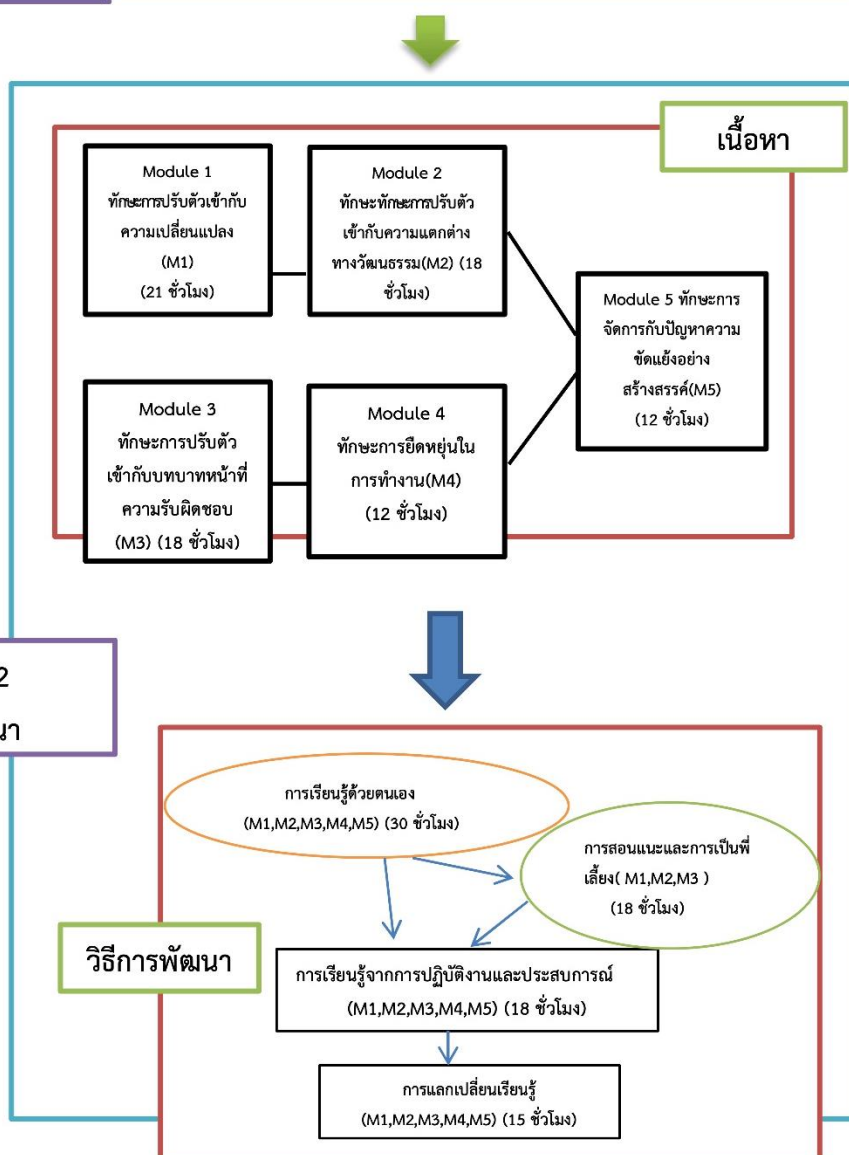 เนื้อหา
Module 1
ทักษะการปรับตัวเข้ากับ
ความเปลี่ยนแปลง
(M1)
(21 ชั่วโมง)
Module 2
ทักษะทักษะการปรับตัว
เข้ากับความแตกต่าง
ทางวัฒนธรรม(M2) (18
ชั่วโมง)
Module 5 ทักษะการ
จัดการกับปัญหาความ
ขัดแย้งอย่าง
สร้างสรรค์(M5)
(12 ชั่วโมง)
Module 3
ทักษะการปรับตัว
เข้ากับบทบาทหน้าที่
ความรับผิดชอบ
(M3) (18 ชั่วโมง)
Module 4
ทักษะการยืดหยุ่นใน
การทำงาน(M4)
(12 ชั่วโมง)
2
นา
การเรียนรู้ด้วยตนเอง
(M1,M2,M3,M4,M5) (30 ชั่วโมง)
การสอนแนะและการเป็นพี่
เลี้ยง( M1,M2,M3 )
(18 ชั่วโมง)
วิธีการพัฒนา
การเรียนรู้จากการปฏิบัติงานและประสบการณ์
(M1,M2,M3,M4,M5) (18 ชั่วโมง)
การแลกเปลี่ยนเรียนรู้
(M1,M2,M3,M4,M5) (15 ชั่วโมง)